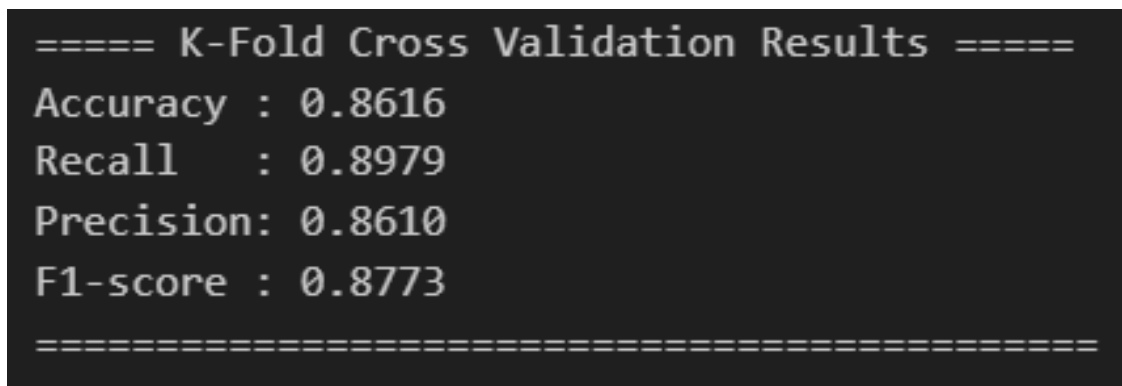 ===== K-Fold Cross Validation Results =====
Accuracy : 0.8616
Recall   : 0.8979
Precision: 0.8610
F1-score : 0.8773
============================================